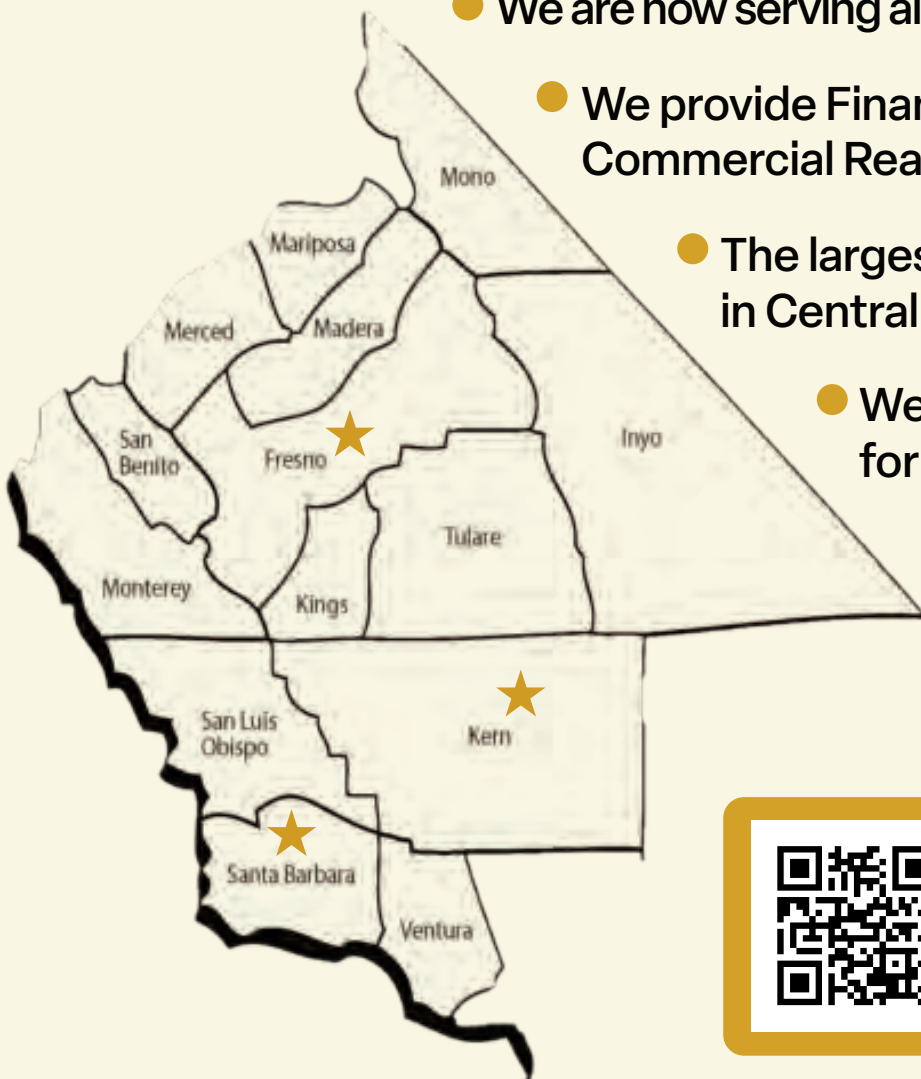 We are now serving al
We provide Finan
Commercial Rea
The larges
in Central
We
for
Mono
Mariposa
Merced
Madera
San
Benito
Fresno
Inyo
Tulare
Monterey
Kings
San Luis
Obispo
Kern
Santa Barbara
Ventura